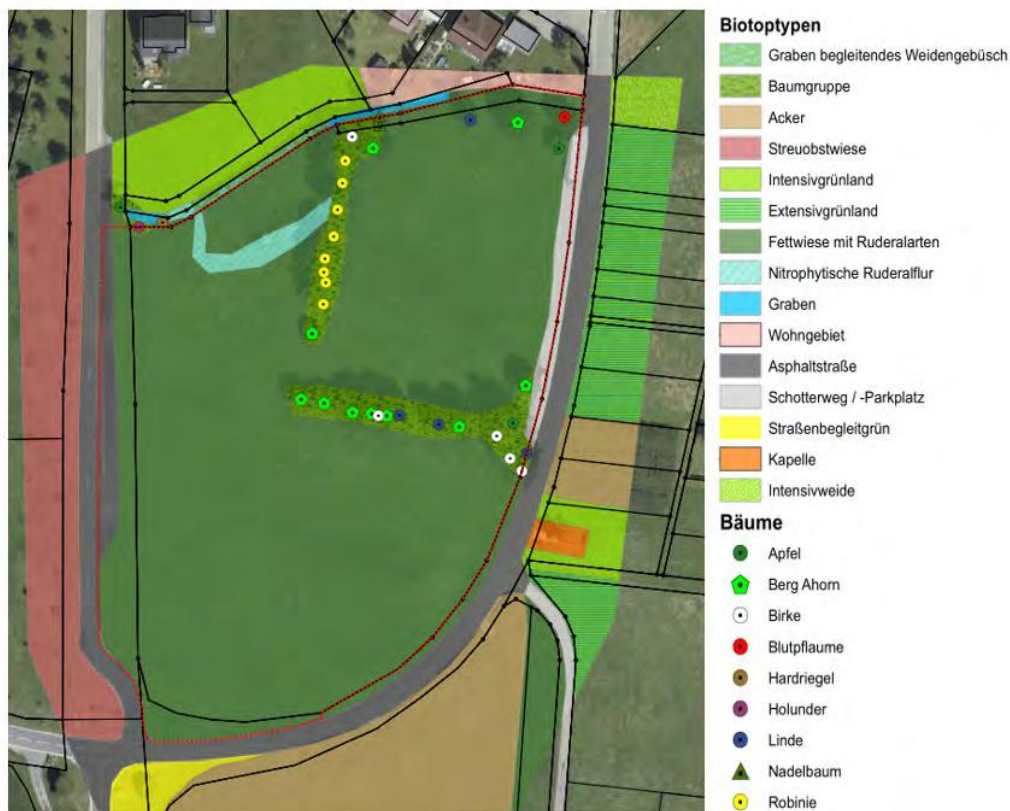 Biotoptypen
Graben begleitendes Weidengebüsch
Baumgruppe
Acker
Streuobstwiese
Intensivgrünland
Extensivgrünland
Fettwiese mit Ruderalarten
Nitrophytische Ruderalflur
Graben
Wohngebiet
Asphaltstraße
Schotterweg / -Parkplatz
Straßenbegleitgrün
Kapelle
Intensivweide
Bäume
Apfel
Berg Ahorn
Birke
Blutpflaume
Hardriegel
Holunder
Linde
Nadelbaum
Robinie